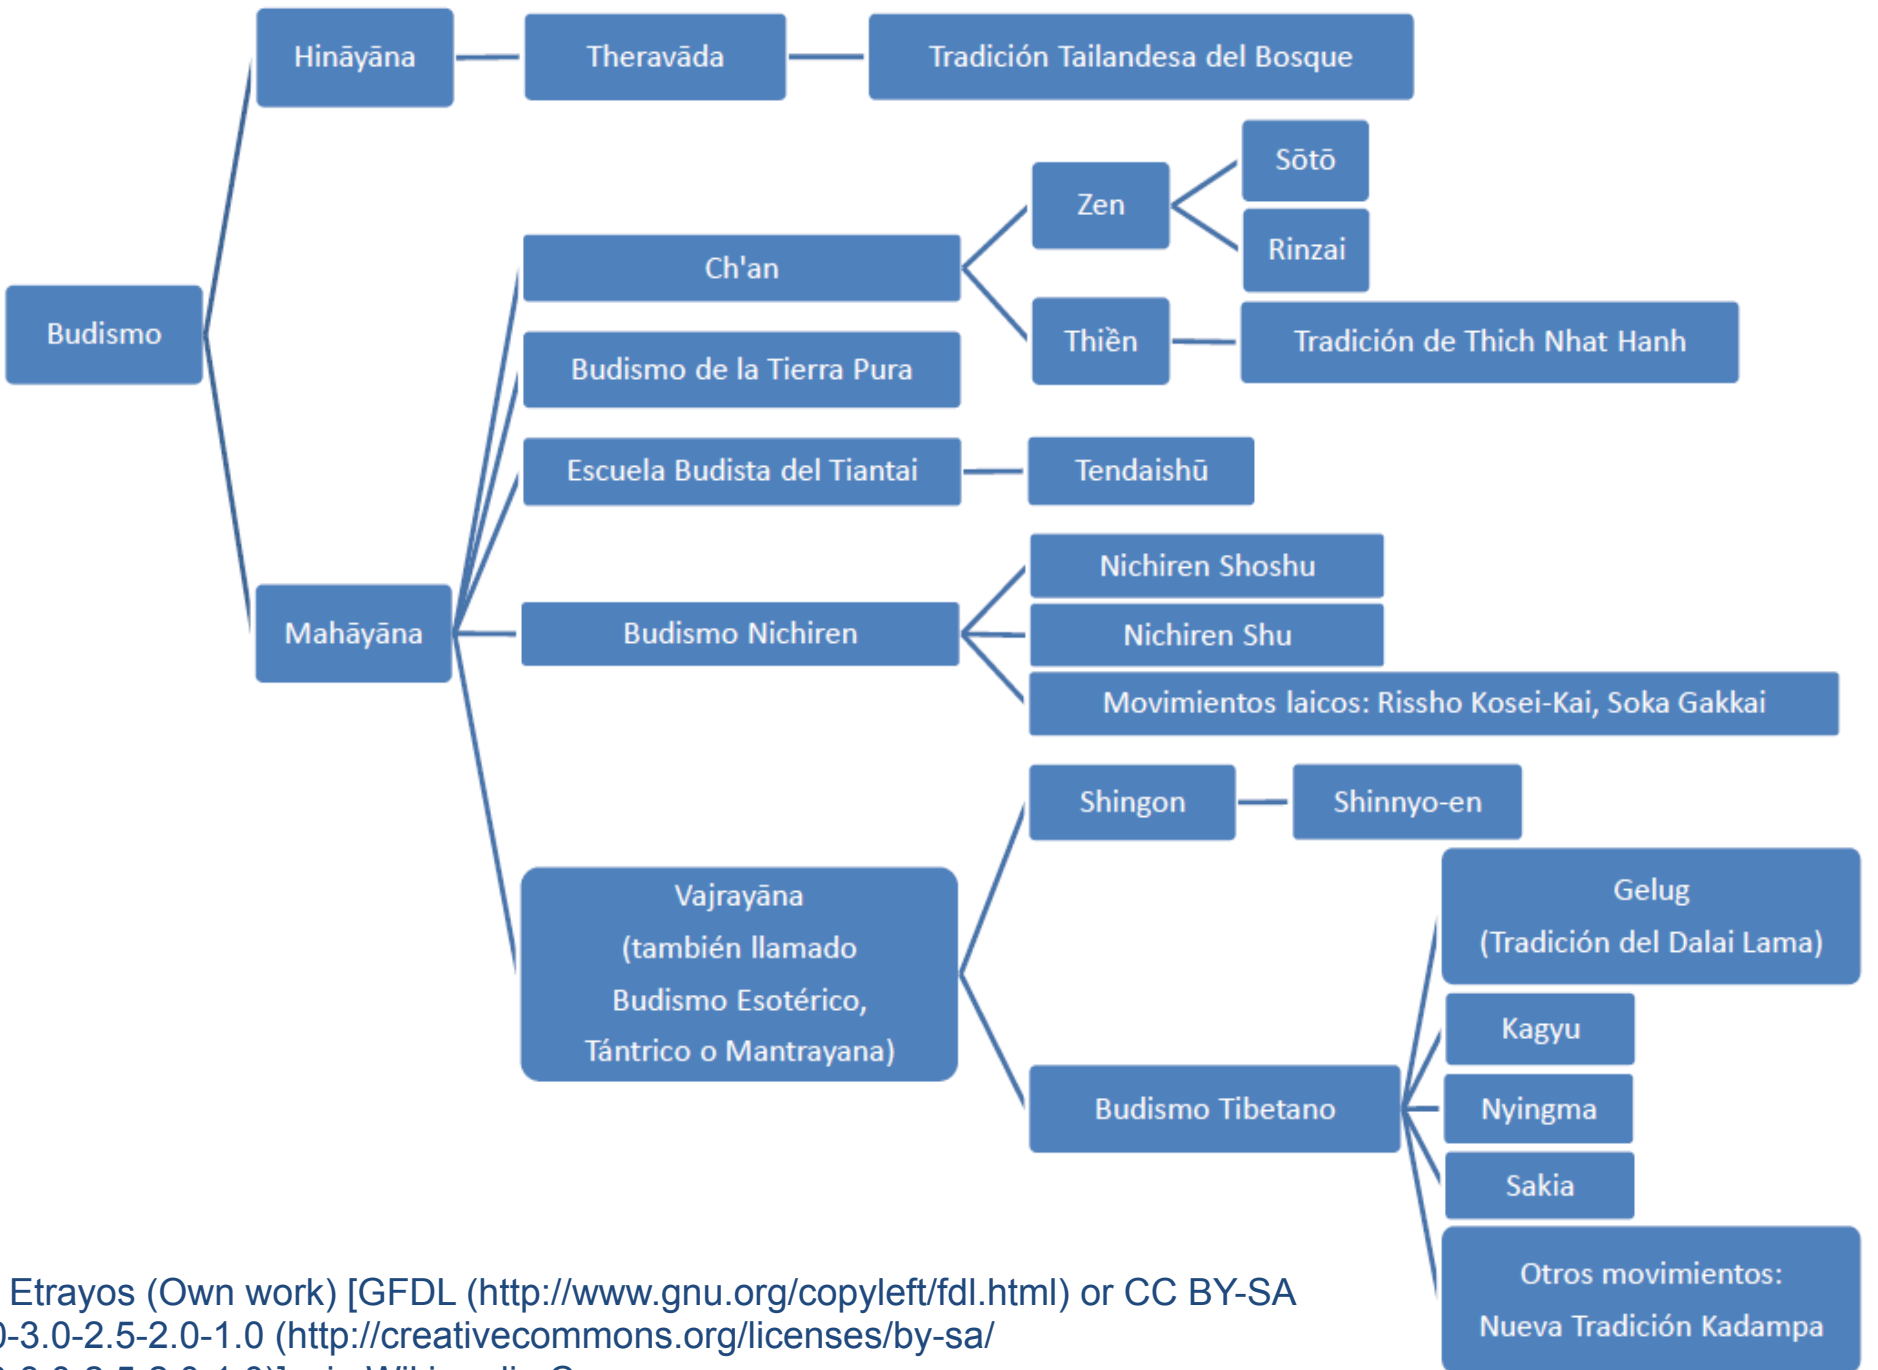 Budismo
Hināyāna
Theravāda
Tradición Tailandesa del Bosque
Mahāyāna
Ch'an
Zen
Sōtō
Rinzai
Thiền
Tradición de Thich Nhat Hanh
Budismo de la Tierra Pura
Escuela Budista del Tiantai
Tendaishū
Budismo Nichiren
Nichiren Shoshu
Nichiren Shu
Movimientos laicos: Rissho Kosei-Kai, Soka Gakkai
Vajrayāna
(también llamado
Budismo Esotérico,
Tántrico o Mantrayana)
Shingon
Shinnyo-en
Budismo Tibetano
Gelug
(Tradición del Dalai Lama)
Kagyu
Nyingma
Sakia
Otros movimientos:
Nueva Tradición Kadampa
Etrayos (Own work) [GFDL (http://www.gnu.org/copyleft/fdl.html) or CC BY-SA
0-3.0-2.5-2.0-1.0 (http://creativecommons.org/licenses/by-sa/